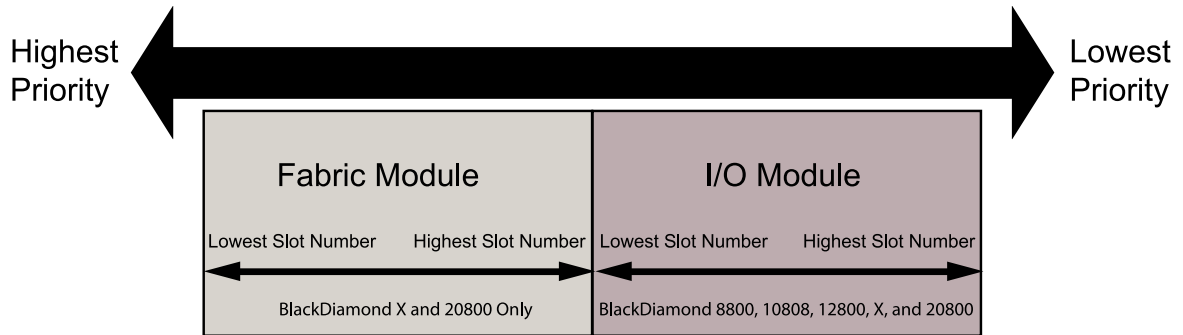 Highest
Priority
Lowest
Priority
Fabric Module
I/O Module
Lowest Slot Number
Highest Slot Number
Lowest Slot Number
Highest Slot Number
BlackDiamond X and 20800 Only
BlackDiamond 8800, 10808, 12800, X, and 20800